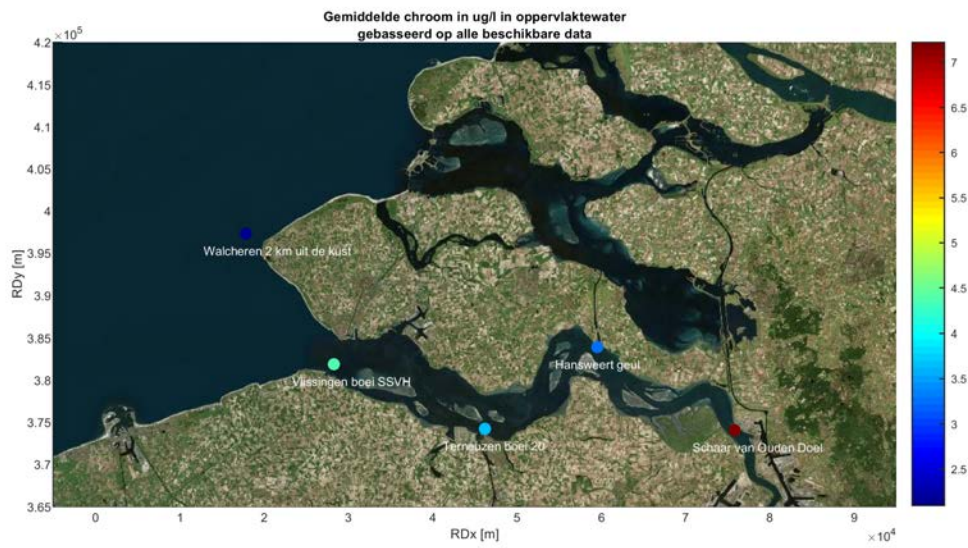 Gemiddelde chroom in ug/l in oppervlaktewater
gebasseerd op alle beschikbare data
×10⁵
4.2
4.15
4.1
4.05
4
3.95
3.9
3.85
3.8
3.75
3.7
3.65
RDy [m]
Walcheren 2 km uit de kust
Vlissingen boei SSVH
Hansweert geul
Terneuzen boei 20
Schaar van Ouden Doel
0 1 2 3 4 5 6 7 8 9
×10⁴
RDx [m]
7
6.5
6
5.5
5
4.5
4
3.5
3
2.5